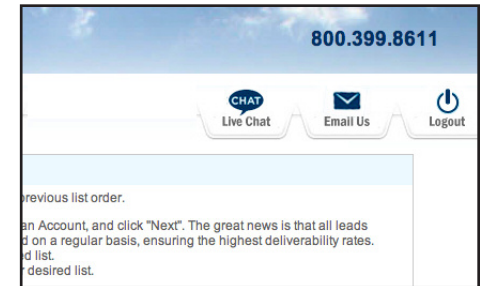 800.399.8611
CHAT
Live Chat Email Us Logout
previous list order.
an Account, and click "Next". The great news is that all leads
d on a regular basis, ensuring the highest deliverability rates.
d list.
r desired list.